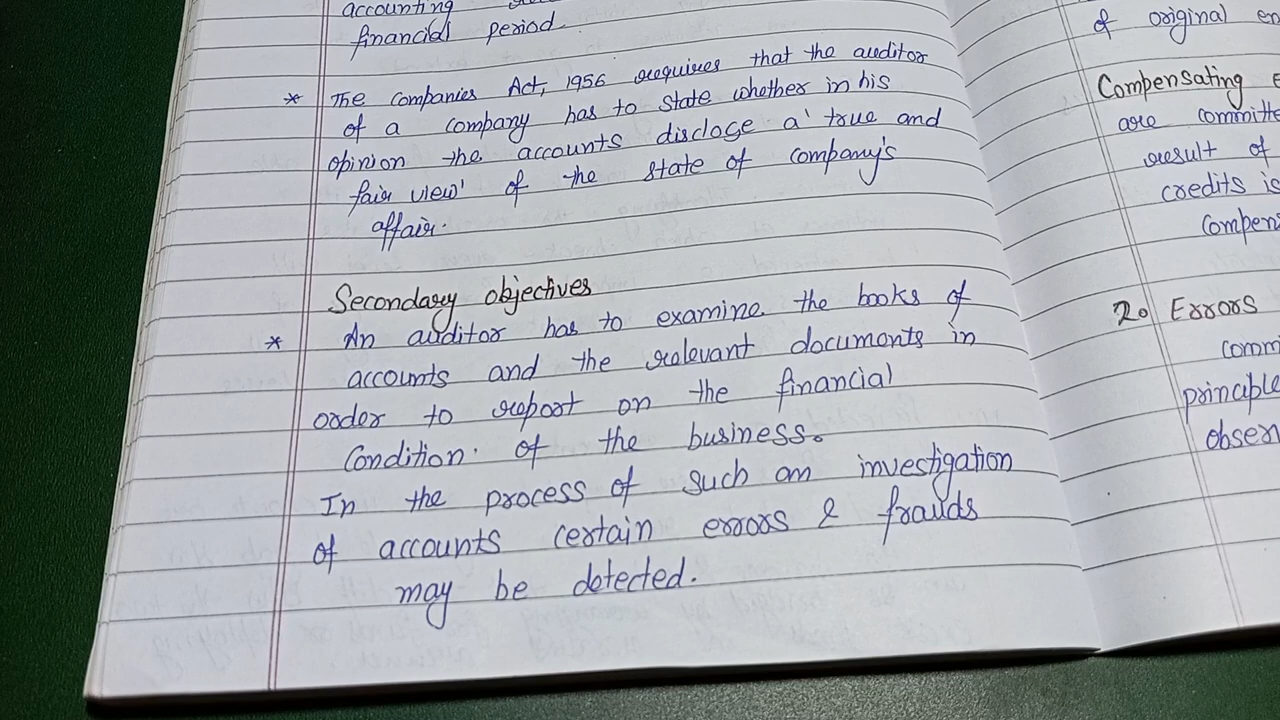 accounting
financial period.
* The Companies Act, 1956 requires that the auditor
of a company has to state whether in his
opinion the accounts discloge a 'true and
fair view' of the state of company's
affair.
Secondary objectives
* An auditor has to examine the books of
accounts and the relevant documents in
order to report on the financial
Condition. of the business.
In the process of such an investigation
of accounts certain errors & frauds
may be detected.
of original en
Compensating E
are committe
result of
credits is
Compen
2. Errors
comm
principle
obser